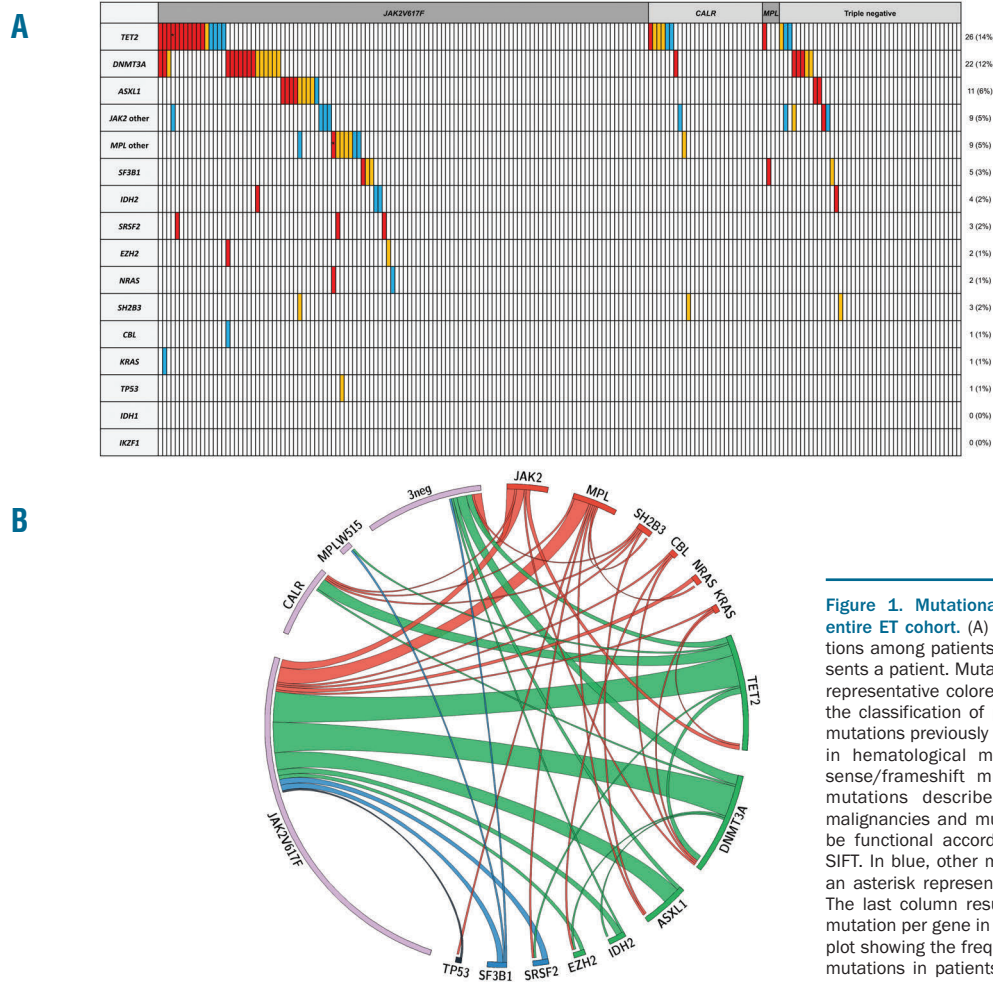 A
JAK2V617F CALR MPL Triple negative
TET2 26 (14%
DNMT3A 22 (12%
ASXL1 11 (6%)
JAK2 other 9 (5%)
MPL other 9 (5%)
SF3B1 5 (3%)
IDH2 4 (2%)
SRSF2 3 (2%)
EZH2 2 (1%)
NRAS 2 (1%)
SH2B3 3 (2%)
CBL 1 (1%)
KRAS 1 (1%)
TP53 1 (1%)
IDH1 0 (0%)
IKZF1 0 (0%)
B
3neg
JAK2
MPL
SH2B3
CBL
NRAS
KRAS
TET2
DNMT3A
ASXL1
IDH2
EZH2
SRSF2
SF3B1
TP53
JAK2V617F
CALR
MPLW515
Figure 1. Mutationa
entire ET cohort. (A)
tions among patients
sents a patient. Muta
representative colore
the classification of
mutations previously
in hematological m
sense/frameshift m
mutations describe
malignancies and mu
be functional accord
SIFT. In blue, other n
an asterisk represen
The last column resu
mutation per gene in
plot showing the freq
mutations in patients